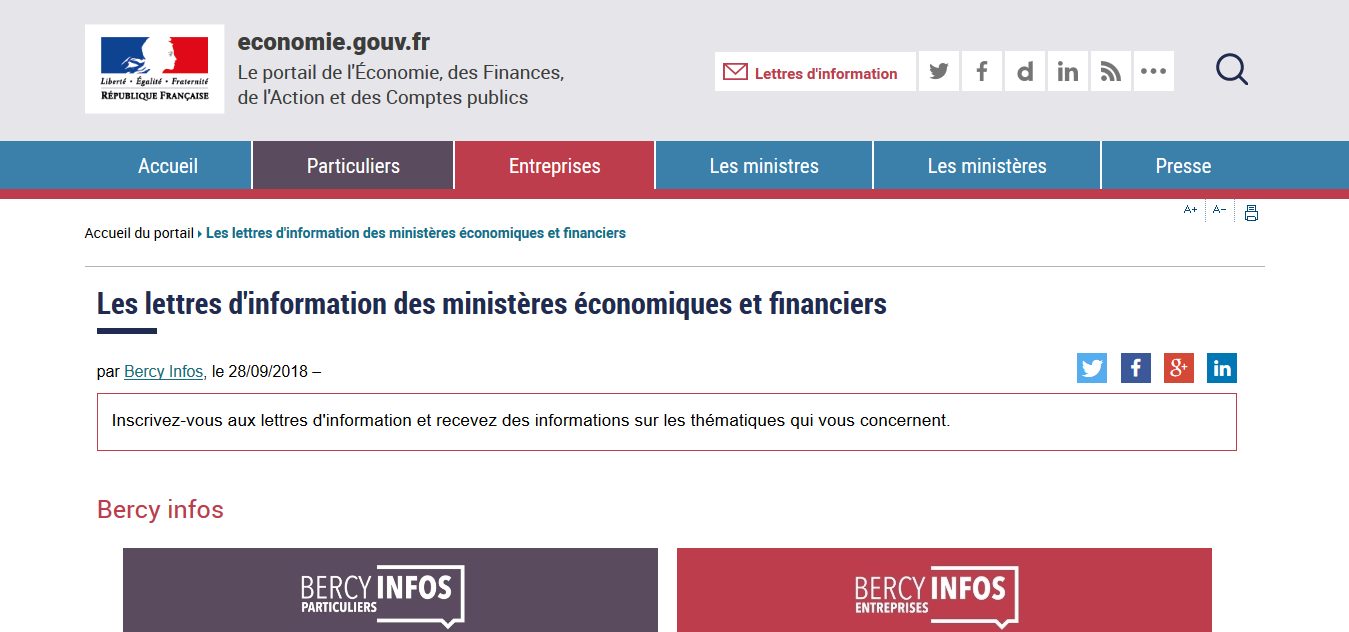 economie.gouv.fr
Le portail de l'Économie, des Finances,
de l'Action et des Comptes publics
Liberté • Égalité • Fraternité
RÉPUBLIQUE FRANÇAISE
Lettres d'information
Accueil
Particuliers
Entreprises
Les ministres
Les ministères
Presse
A+
A-
Accueil du portail Les lettres d'information des ministères économiques et financiers
Les lettres d'information des ministères économiques et financiers
par Bercy Infos, le 28/09/2018 –
Inscrivez-vous aux lettres d'information et recevez des informations sur les thématiques qui vous concernent.
Bercy infos
BERCY INFOS
PARTICULIERS
BERCY INFOS
ENTREPRISES